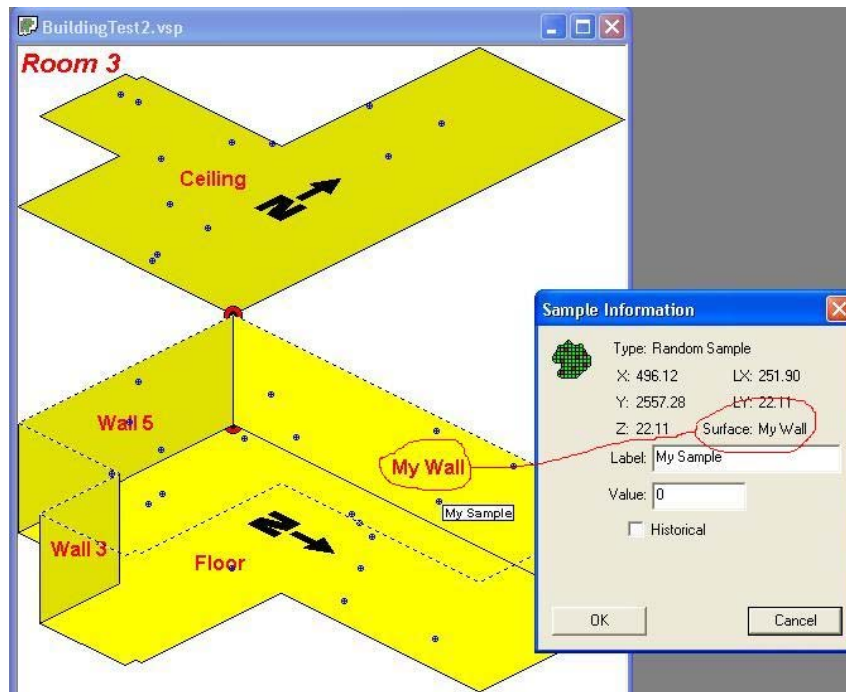 BuildingTest2.vsp
Room 3
Ceiling
N
Wall 5
My Wall
My Sample
Wall 3
N
Floor
Sample Information
Type: Random Sample
X: 496.12 LX: 251.90
Y: 2557.28 LY: 22.11
Z: 22.11 Surface: My Wall
Label: My Sample
Value: 0
Historical
OK Cancel